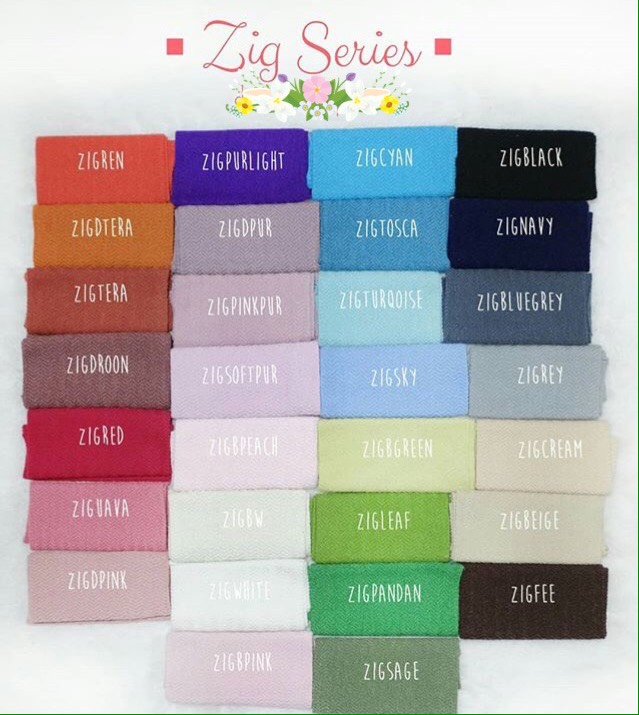 Zig Series
ZIGREN
ZIGPURLIGHT
ZIGCYAN
ZIGBLACK
ZIGDTERA
ZIGDPUR
ZIGTOSCA
ZIGNAVY
ZIGTERA
ZIGPINKPUR
ZIGTURQOISE
ZIGBLUEGREY
ZIGDROON
ZIGSOFTPUR
ZIGSKY
ZIGREY
ZIGRED
ZIGBPEACH
ZIGBGREEN
ZIGCREAM
ZIGUAVA
ZIGBW
ZIGLEAF
ZIGBEIGE
ZIGDPINK
ZIGWHITE
ZIGPANDAN
ZIGFEE
ZIGBPINK
ZIGSAGE